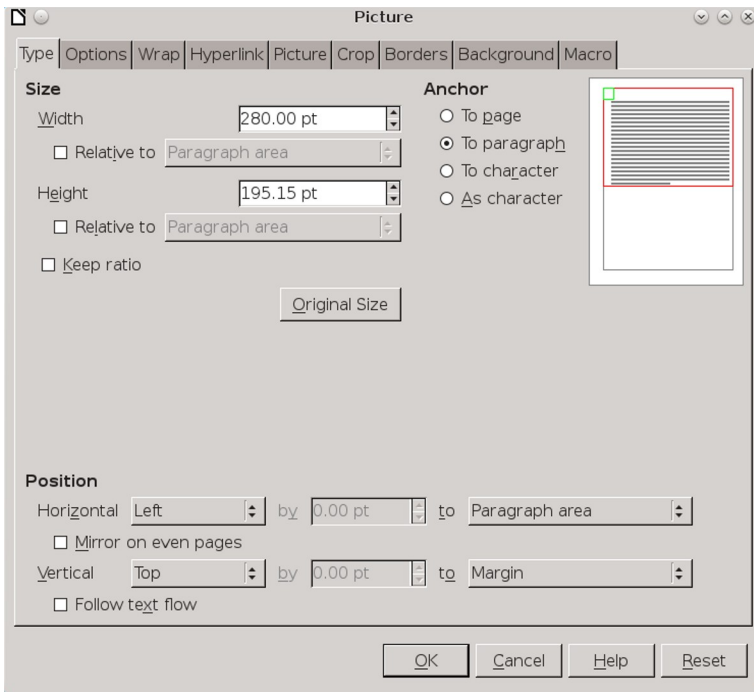 Picture
Type Options Wrap Hyperlink Picture Crop Borders Background Macro
Size
Width 280.00 pt
Relative to Paragraph area
Height 195.15 pt
Relative to Paragraph area
Keep ratio
Original Size
Anchor
To page
To paragraph
To character
As character
Position
Horizontal Left by 0.00 pt to Paragraph area
Mirror on even pages
Vertical Top by 0.00 pt to Margin
Follow text flow
OK Cancel Help Reset